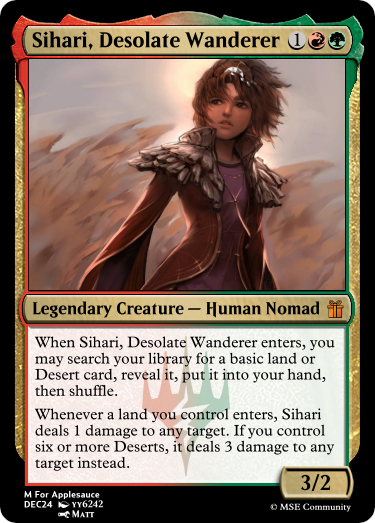 Sihari, Desolate Wanderer 1
Legendary Creature — Human Nomad
When Sihari, Desolate Wanderer enters, you
may search your library for a basic land or
Desert card, reveal it, put it into your hand,
then shuffle.
Whenever a land you control enters, Sihari
deals 1 damage to any target. If you control
six or more Deserts, it deals 3 damage to any
target instead.
3/2
M For Applesauce
DEC24 YY6242
Matt
© MSE Community